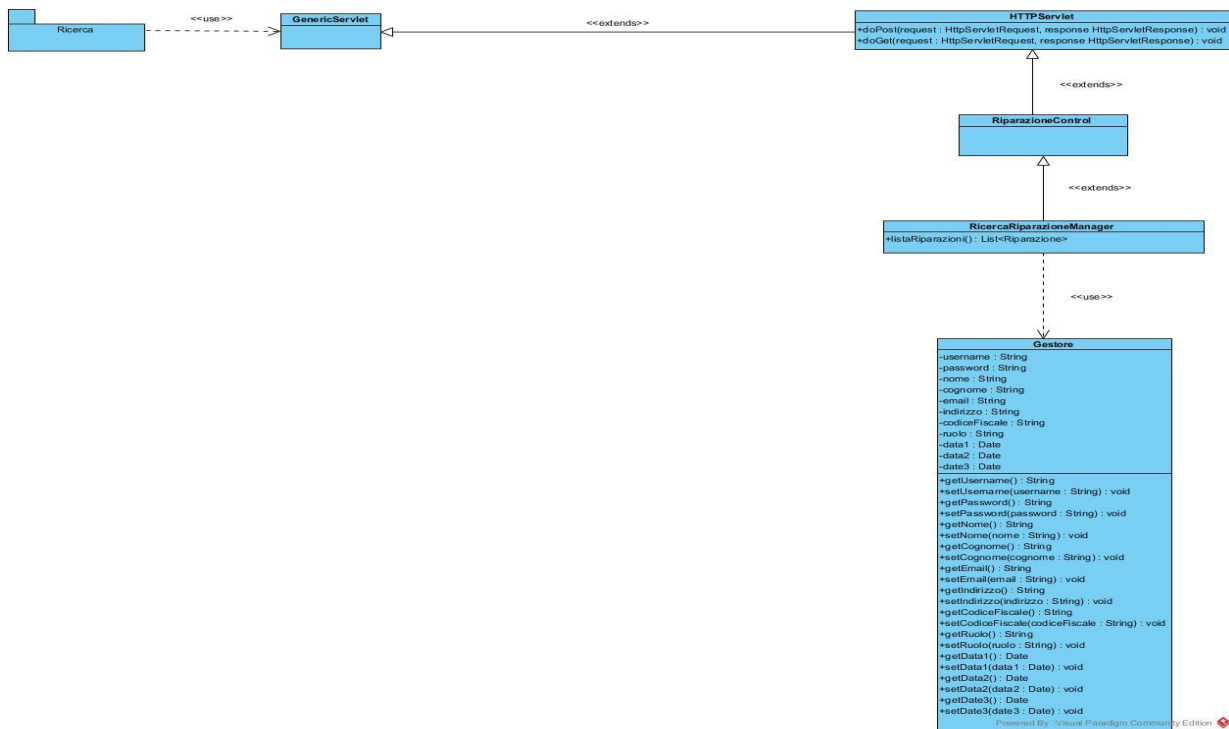 Ricerca
<<use>>
GenericServlet
<<extends>>
HTTPServlet
+doPost(request : HttpServletRequest, response HttpServletResponse) : void
+doGet(request : HttpServletRequest, response HttpServletResponse) : void
<<extends>>
RiparazioneControl
<<extends>>
RicercaRiparazioneManager
+listaRiparazioni() : List<Riparazione>
<<use>>
Gestore
-username : String
-password : String
-nome : String
-cognome : String
-email : String
-indirizzo : String
-codiceFiscale : String
-ruolo : String
-data1 : Date
-data2 : Date
-date3 : Date
+getUsername() : String
+setUsername(username : String) : void
+getPassword() : String
+setPassword(password : String) : void
+getNome() : String
+setNome(nome : String) : void
+getCognome() : String
+setCognome(cognome : String) : void
+getEmail() : String
+setEmail(email : String) : void
+getIndirizzo() : String
+setIndirizzo(indirizzo : String) : void
+getCodiceFiscale() : String
+setCodiceFiscale(codiceFiscale : String) : void
+getRuolo() : String
+setRuolo(ruolo : String) : void
+getData1() : Date
+setData1(data1 : Date) : void
+getData2() : Date
+setData2(data2 : Date) : void
+getDate3() : Date
+setDate3(date3 : Date) : void
Powered By Visual Paradigm Community Edition